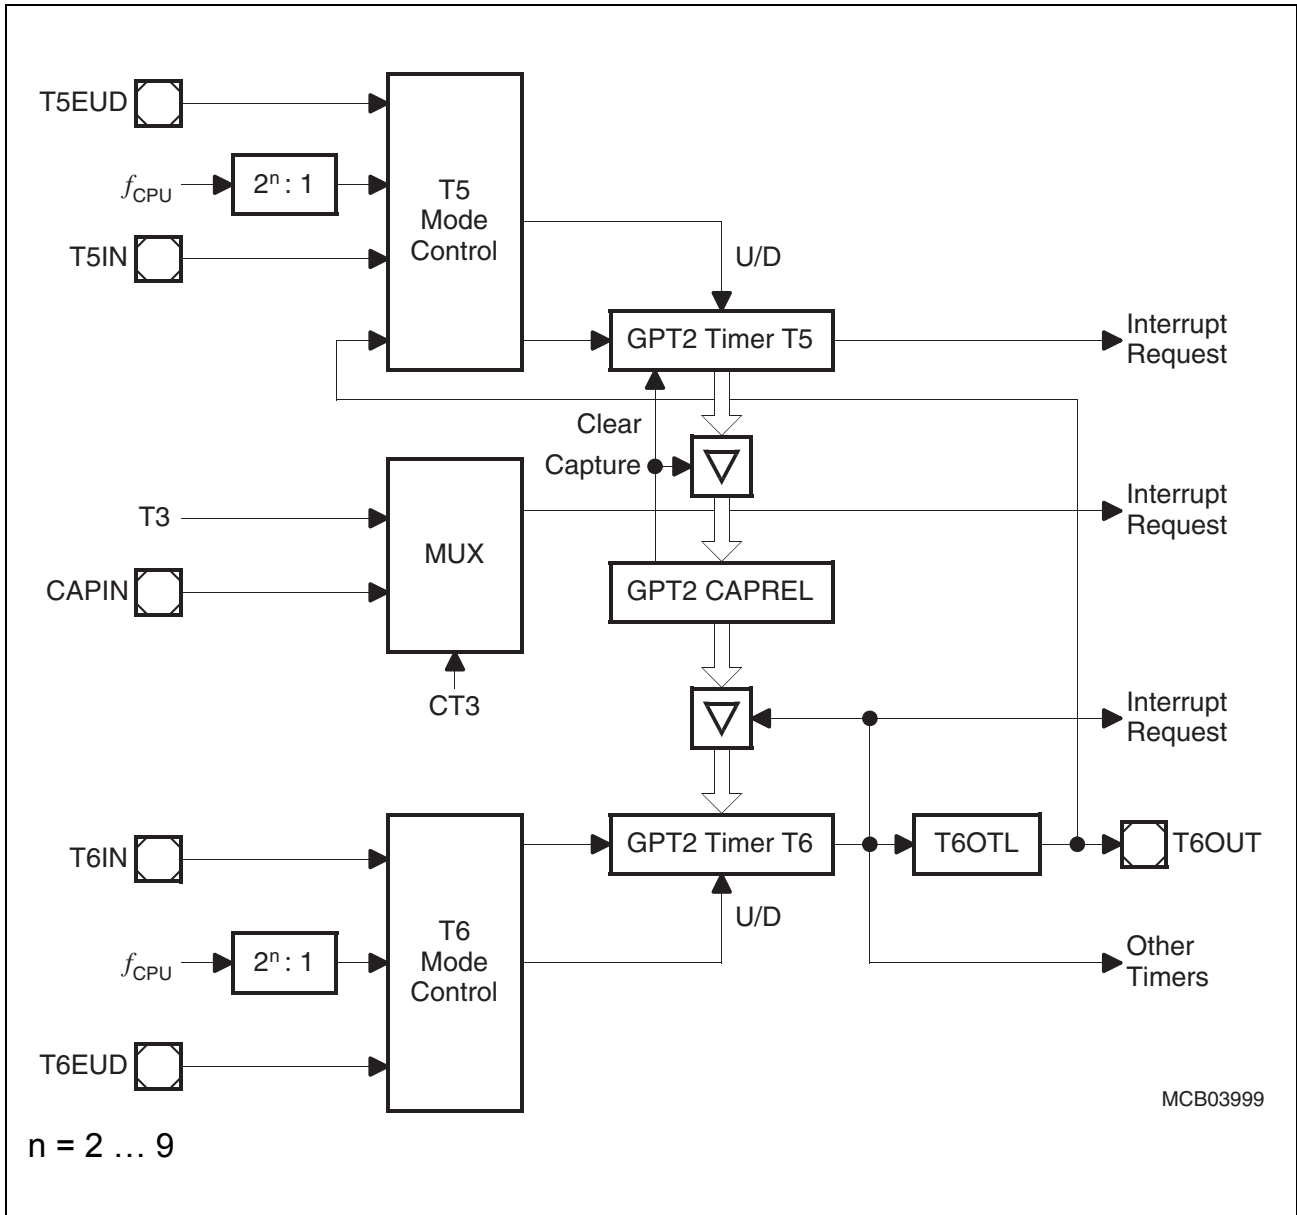 T5EUD
fCPU
2ⁿ : 1
T5IN
T5
Mode
Control
U/D
GPT2 Timer T5
Interrupt
Request
Clear
Capture
T3
CAPIN
MUX
CT3
Interrupt
Request
GPT2 CAPREL
Interrupt
Request
T6IN
fCPU
2ⁿ : 1
T6EUD
T6
Mode
Control
GPT2 Timer T6
U/D
T6OTL
T6OUT
Other
Timers
MCB03999
n = 2 … 9